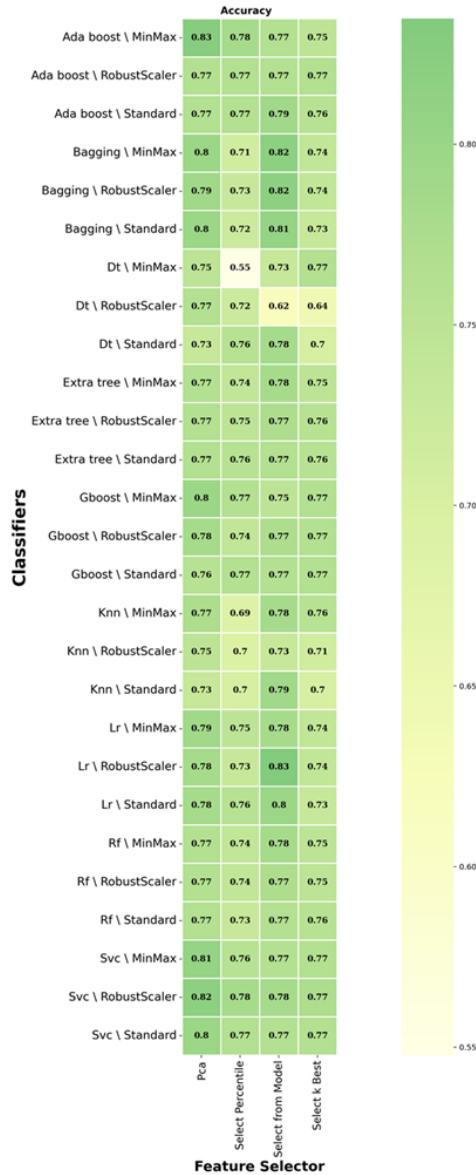 Accuracy
Ada boost \ MinMax 0.83 0.78 0.77 0.75
Ada boost \ RobustScaler 0.77 0.77 0.77 0.77
Ada boost \ Standard 0.77 0.77 0.79 0.76
Bagging \ MinMax 0.8 0.71 0.82 0.74
Bagging \ RobustScaler 0.79 0.73 0.82 0.74
Bagging \ Standard 0.8 0.72 0.81 0.73
Dt \ MinMax 0.75 0.55 0.73 0.77
Dt \ RobustScaler 0.77 0.72 0.62 0.64
Dt \ Standard 0.73 0.76 0.78 0.7
Extra tree \ MinMax 0.77 0.74 0.78 0.75
Extra tree \ RobustScaler 0.77 0.75 0.77 0.76
Extra tree \ Standard 0.77 0.76 0.77 0.76
Gboost \ MinMax 0.8 0.77 0.75 0.77
Gboost \ RobustScaler 0.78 0.74 0.77 0.77
Gboost \ Standard 0.76 0.77 0.77 0.77
Knn \ MinMax 0.77 0.69 0.78 0.76
Knn \ RobustScaler 0.75 0.7 0.73 0.71
Knn \ Standard 0.73 0.7 0.79 0.7
Lr \ MinMax 0.79 0.75 0.78 0.74
Lr \ RobustScaler 0.78 0.73 0.83 0.74
Lr \ Standard 0.78 0.76 0.8 0.73
Rf \ MinMax 0.77 0.74 0.78 0.75
Rf \ RobustScaler 0.77 0.74 0.77 0.75
Rf \ Standard 0.77 0.73 0.77 0.76
Svc \ MinMax 0.81 0.76 0.77 0.77
Svc \ RobustScaler 0.82 0.78 0.78 0.77
Svc \ Standard 0.8 0.77 0.77 0.77
Classifiers
Pca
Select Percentile
Select from Model
Select k Best
Feature Selector
0.80
0.75
0.70
0.65
0.60
0.55